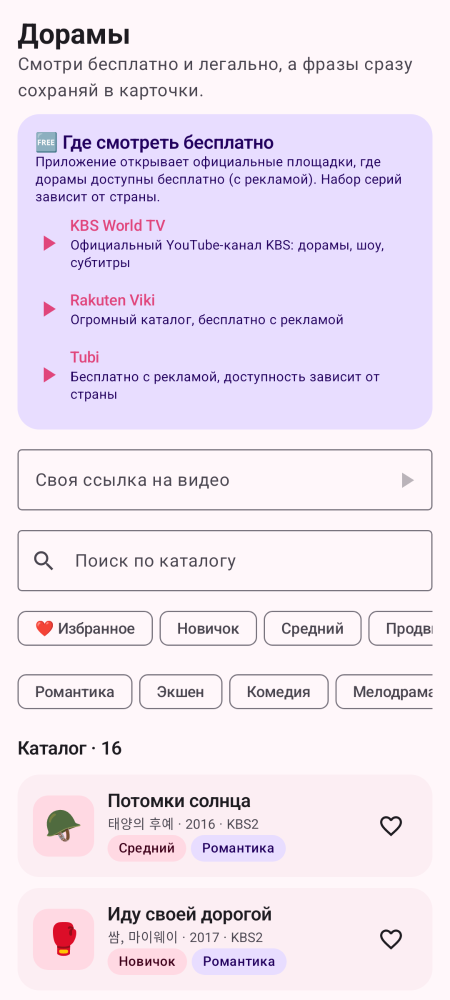 Дорамы
Смотри бесплатно и легально, а фразы сразу
сохраняй в карточки.
FREE Где смотреть бесплатно
Приложение открывает официальные площадки, где
дорамы доступны бесплатно (с рекламой). Набор серий
зависит от страны.
KBS World TV
Официальный YouTube-канал KBS: дорамы, шоу,
субтитры
Rakuten Viki
Огромный каталог, бесплатно с рекламой
Tubi
Бесплатно с рекламой, доступность зависит от
страны
Своя ссылка на видео
Поиск по каталогу
❤️ Избранное Новичок Средний Продв
Романтика Экшен Комедия Мелодрама
Каталог · 16
Потомки солнца
태양의 후예 · 2016 · KBS2
Средний Романтика
Иду своей дорогой
쌈, 마이웨이 · 2017 · KBS2
Новичок Романтика